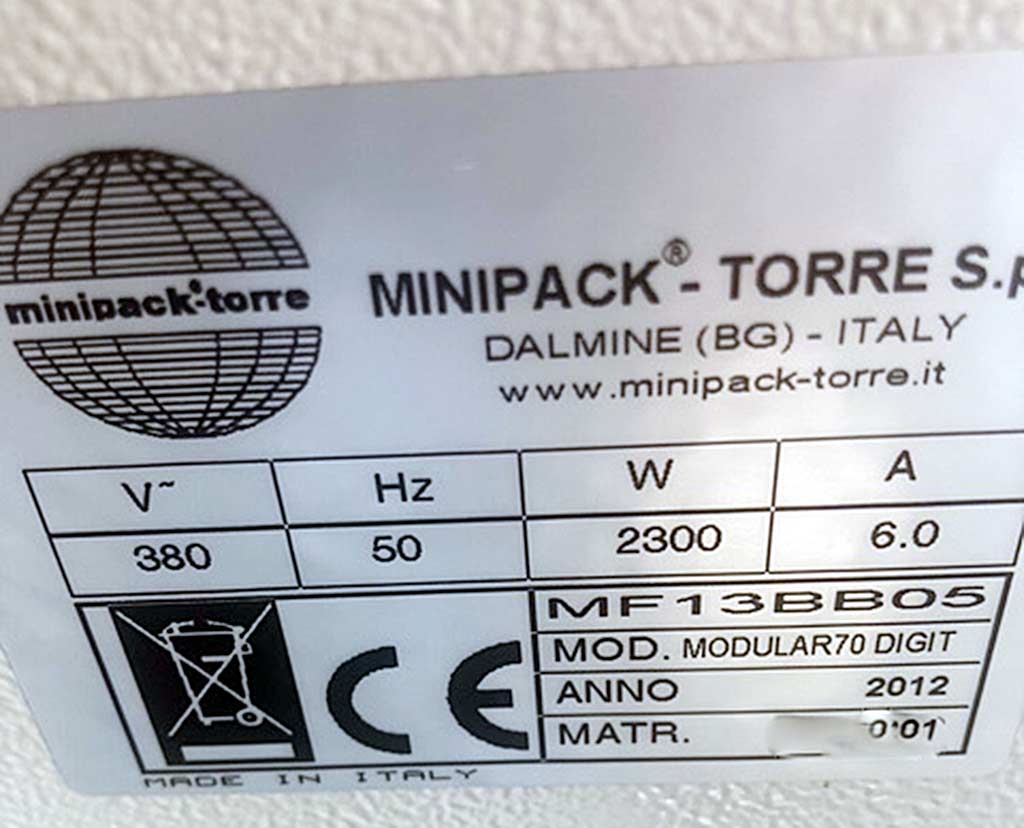 minipack®-torre
MINIPACK® - TORRE S.p
DALMINE (BG) - ITALY
www.minipack-torre.it
V~ Hz W A
380 50 2300 6.0
CE
MF13BB05
MOD. MODULAR70 DIGIT
ANNO 2012
MATR.
MADE IN ITALY